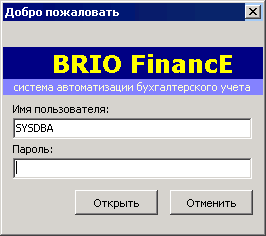 Добро пожаловать
BRIO FinancE
система автоматизации бухгалтерского учета
Имя пользователя:
SYSDBA
Пароль:
Открыть
Отменить